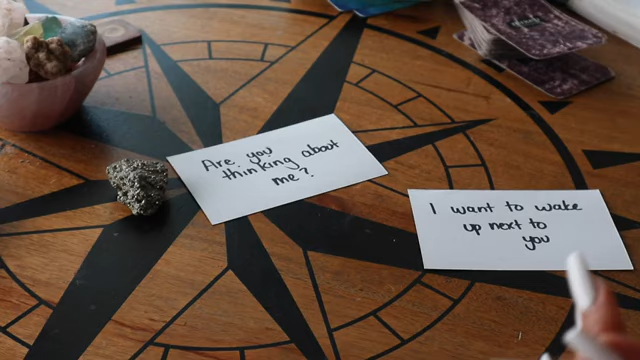 Are you
thinking about
me?
I want to wake
up next to
you